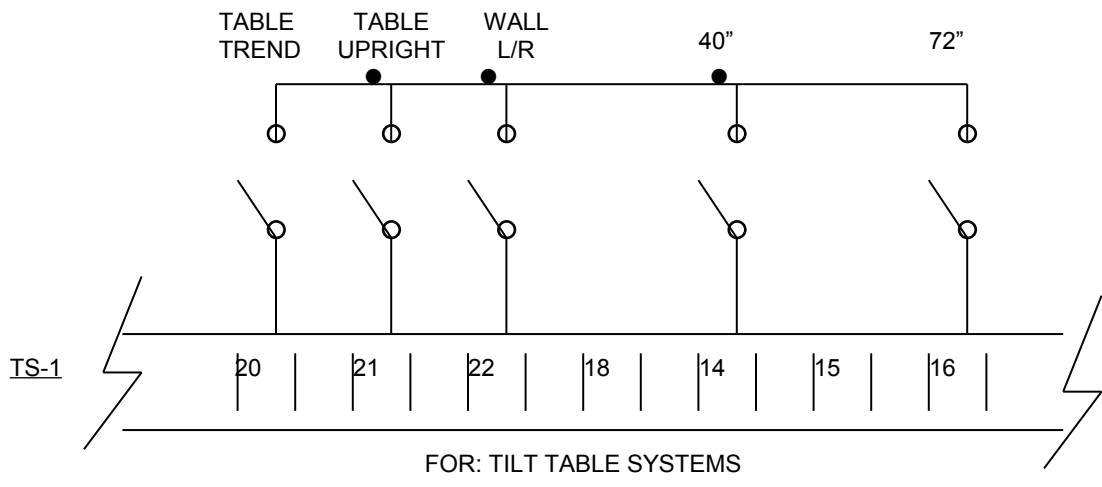 TABLE TREND
TABLE UPRIGHT
WALL L/R
40”
72”
TS-1
20 21 22 18 14 15 16
FOR: TILT TABLE SYSTEMS